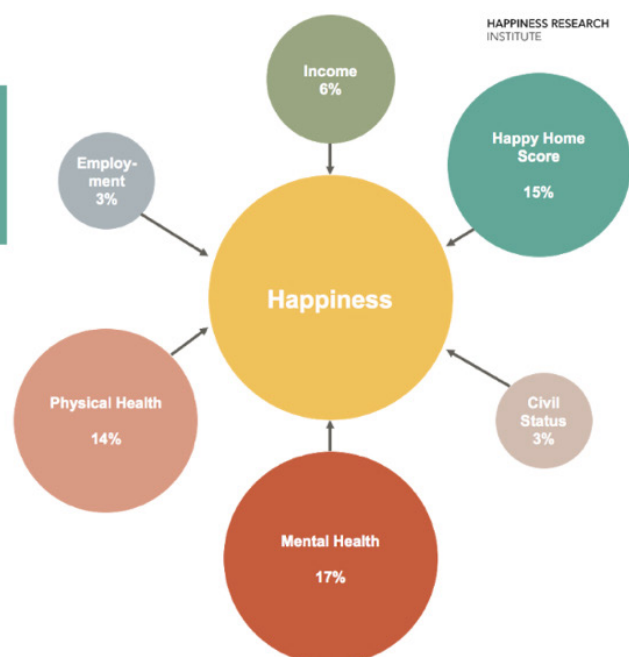 HAPPINESS RESEARCH
INSTITUTE
Income
6%
Happy Home
Score
15%
Employ-
ment
3%
Happiness
Physical Health
14%
Civil
Status
3%
Mental Health
17%